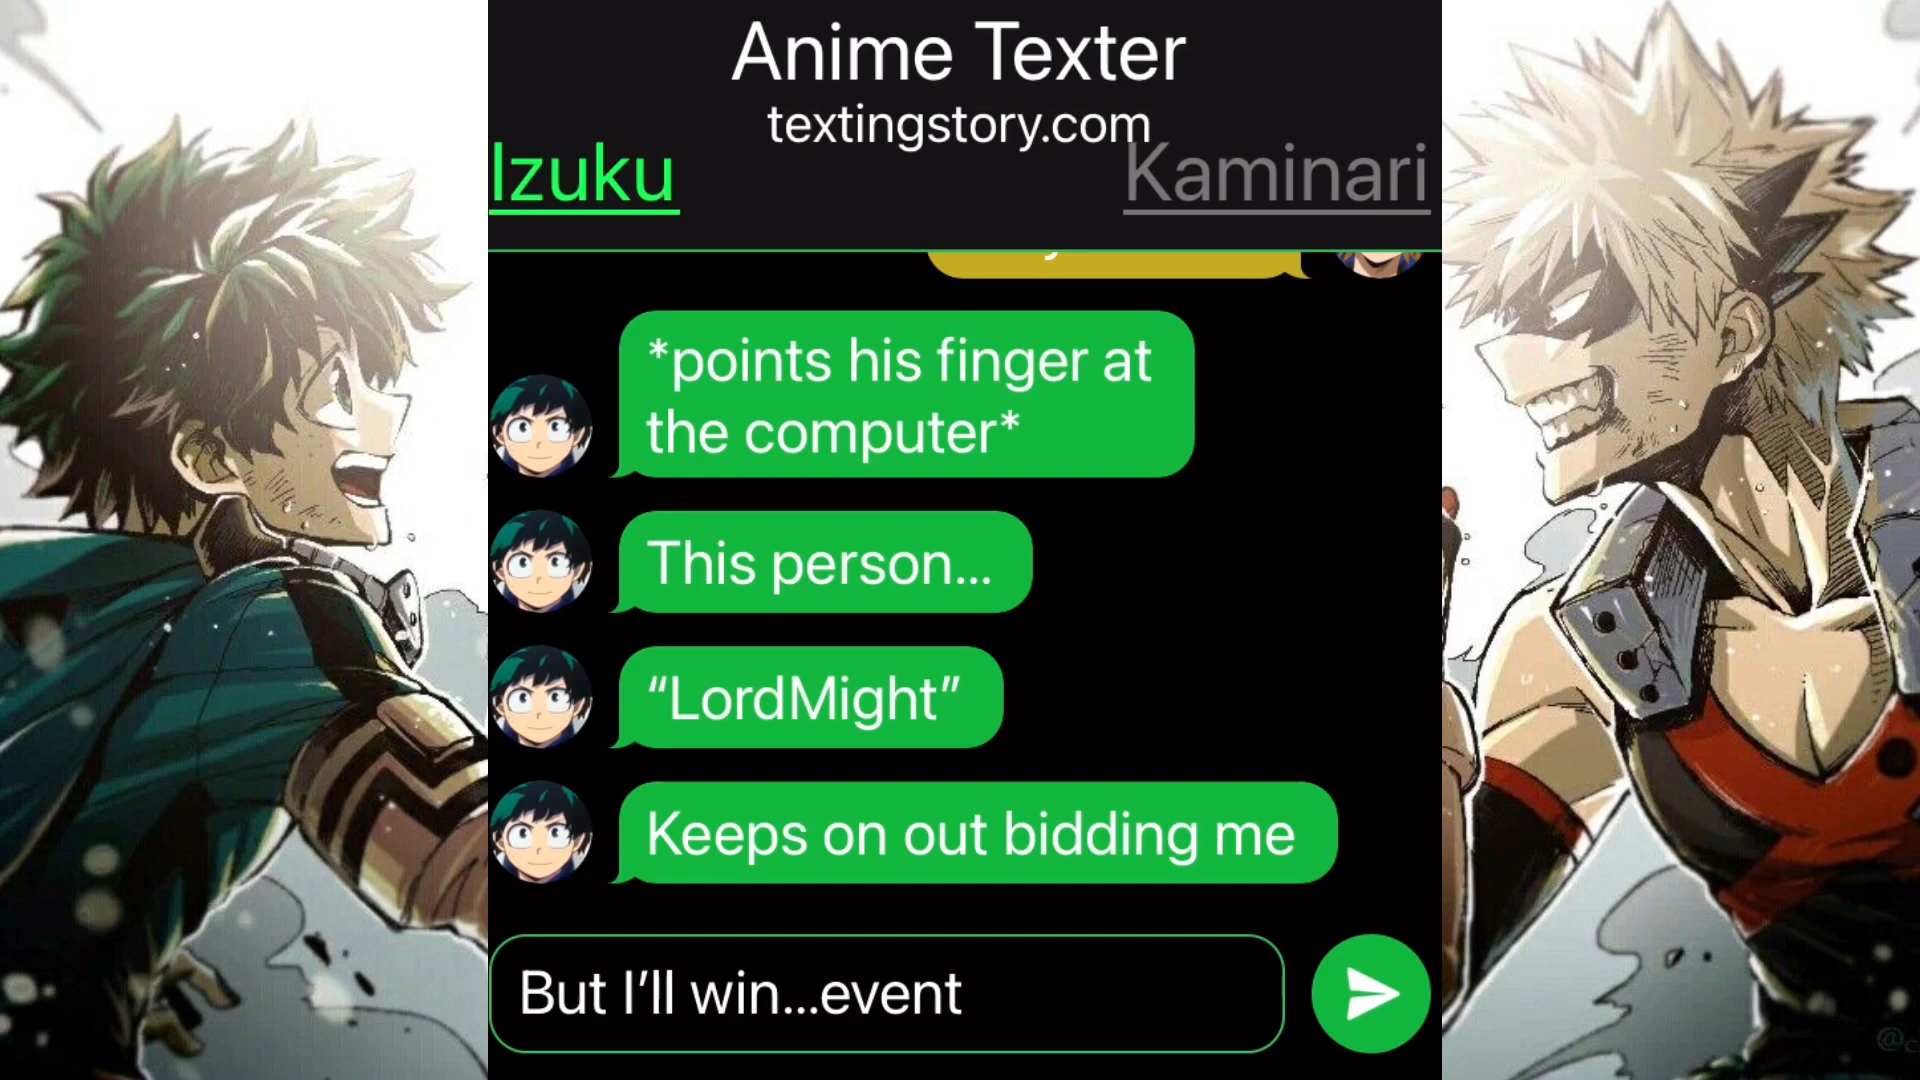 Anime Texter
textingstory.com
Izuku
Kaminari
*points his finger at
the computer*
This person...
“LordMight”
Keeps on out bidding me
But I’ll win...event